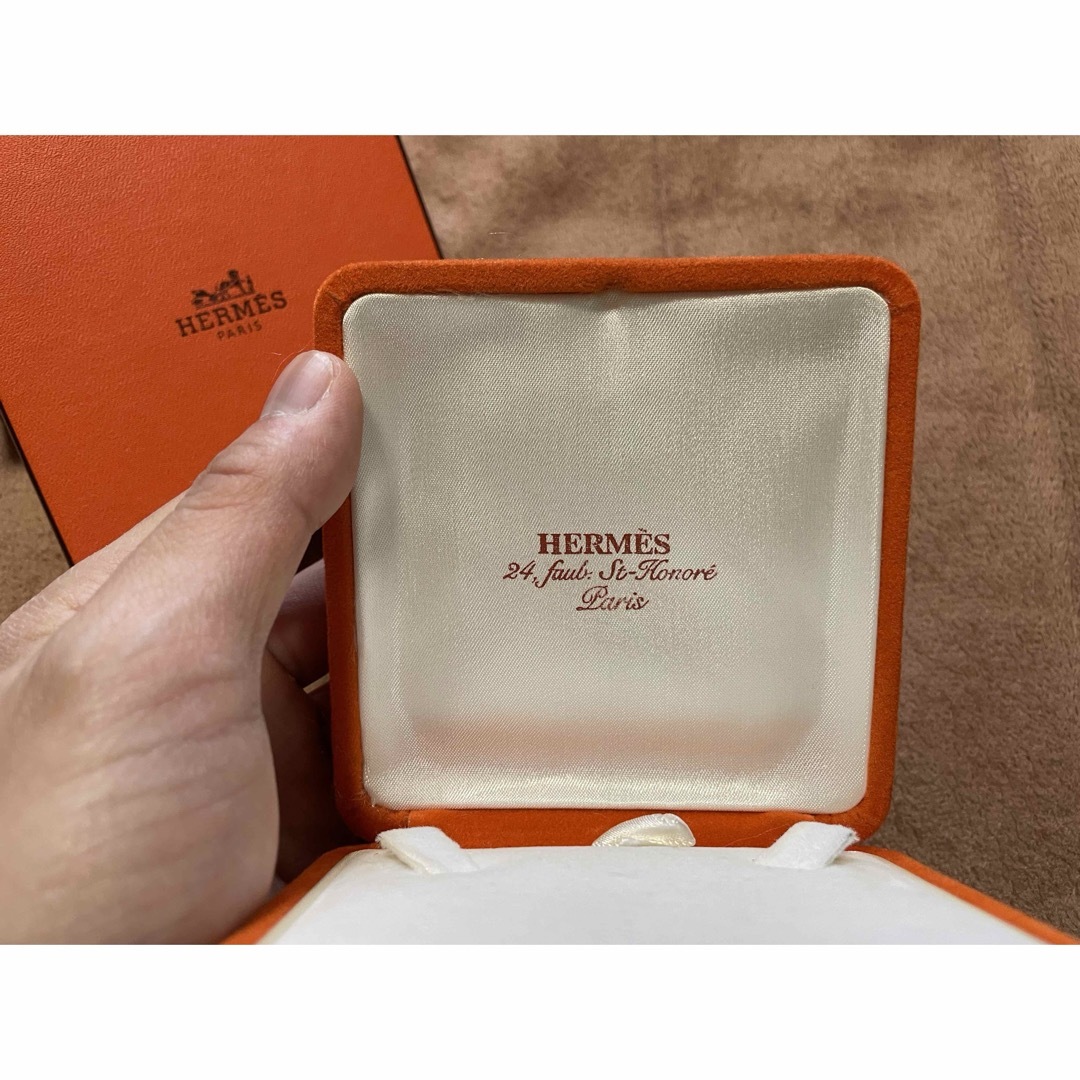 HERMÈS
PARIS
HERMÈS
24, faub. St-Honoré
Paris